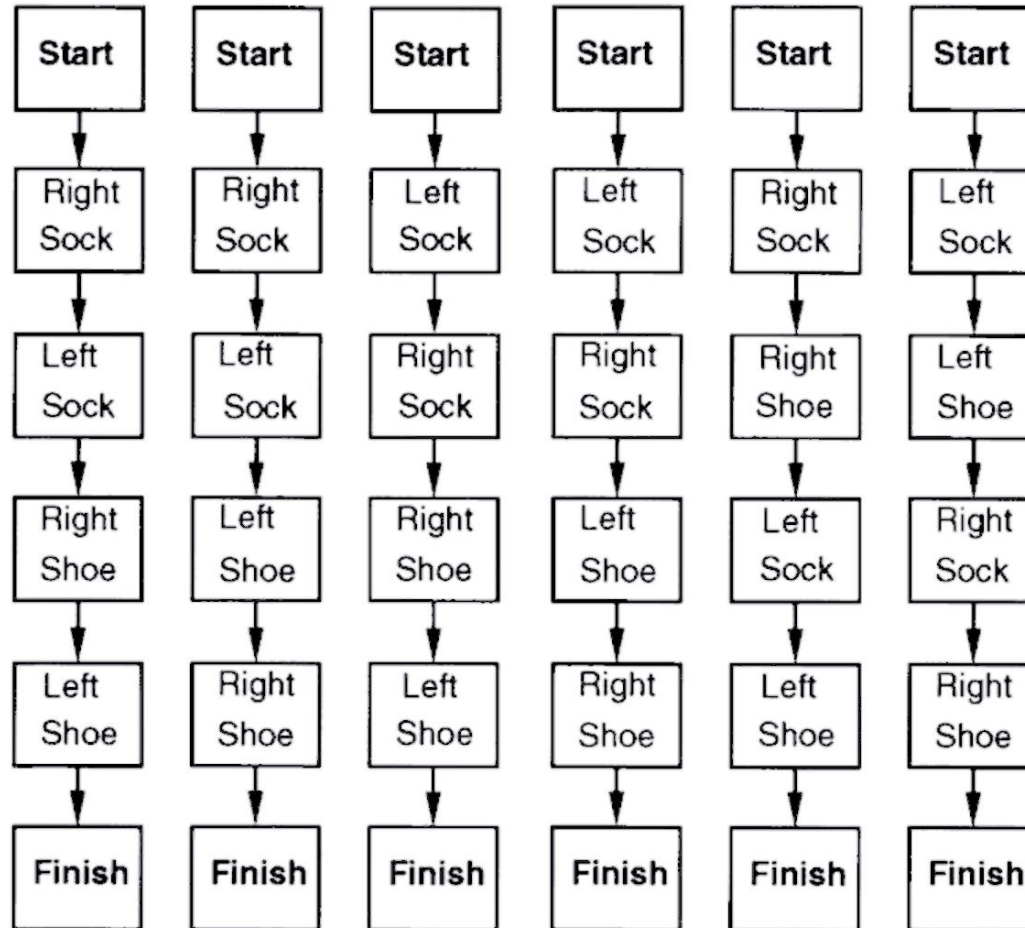 Start Start Start Start Start Start
Right Right Left Left Right Left
Sock Sock Sock Sock Sock Sock
Left Left Right Right Right Left
Sock Sock Sock Sock Shoe Shoe
Right Left Right Left Left Right
Shoe Shoe Shoe Shoe Sock Sock
Left Right Left Right Left Right
Shoe Shoe Shoe Shoe Shoe Shoe
Finish Finish Finish Finish Finish Finish